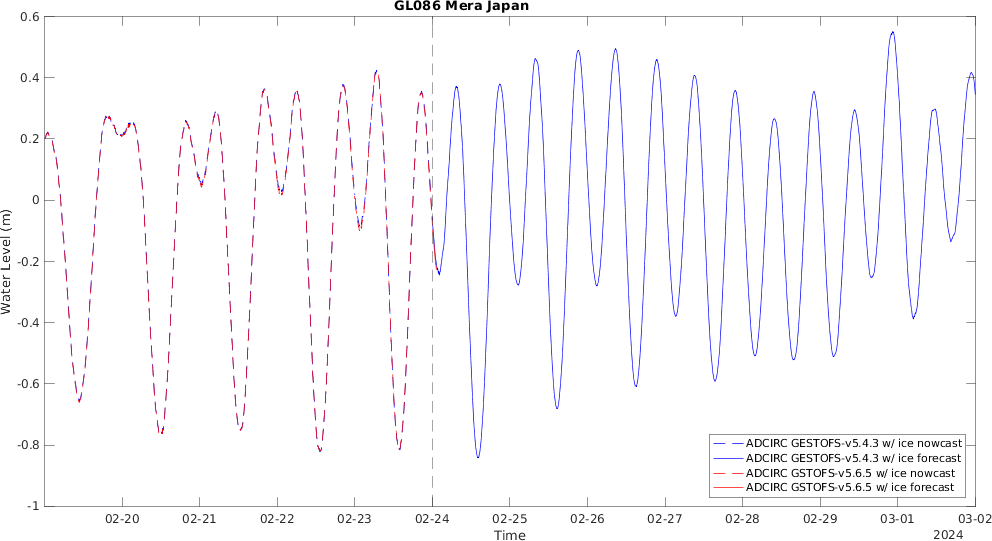 GL086 Mera Japan
0.6
0.4
0.2
0
-0.2
-0.4
-0.6
-0.8
-1
Water Level (m)
ADCIRC GESTOFS-v5.4.3 w/ ice nowcast
ADCIRC GESTOFS-v5.4.3 w/ ice forecast
ADCIRC GSTOFS-v5.6.5 w/ ice nowcast
ADCIRC GSTOFS-v5.6.5 w/ ice forecast
02-20 02-21 02-22 02-23 02-24 02-25 02-26 02-27 02-28 02-29 03-01 03-02
Time
2024